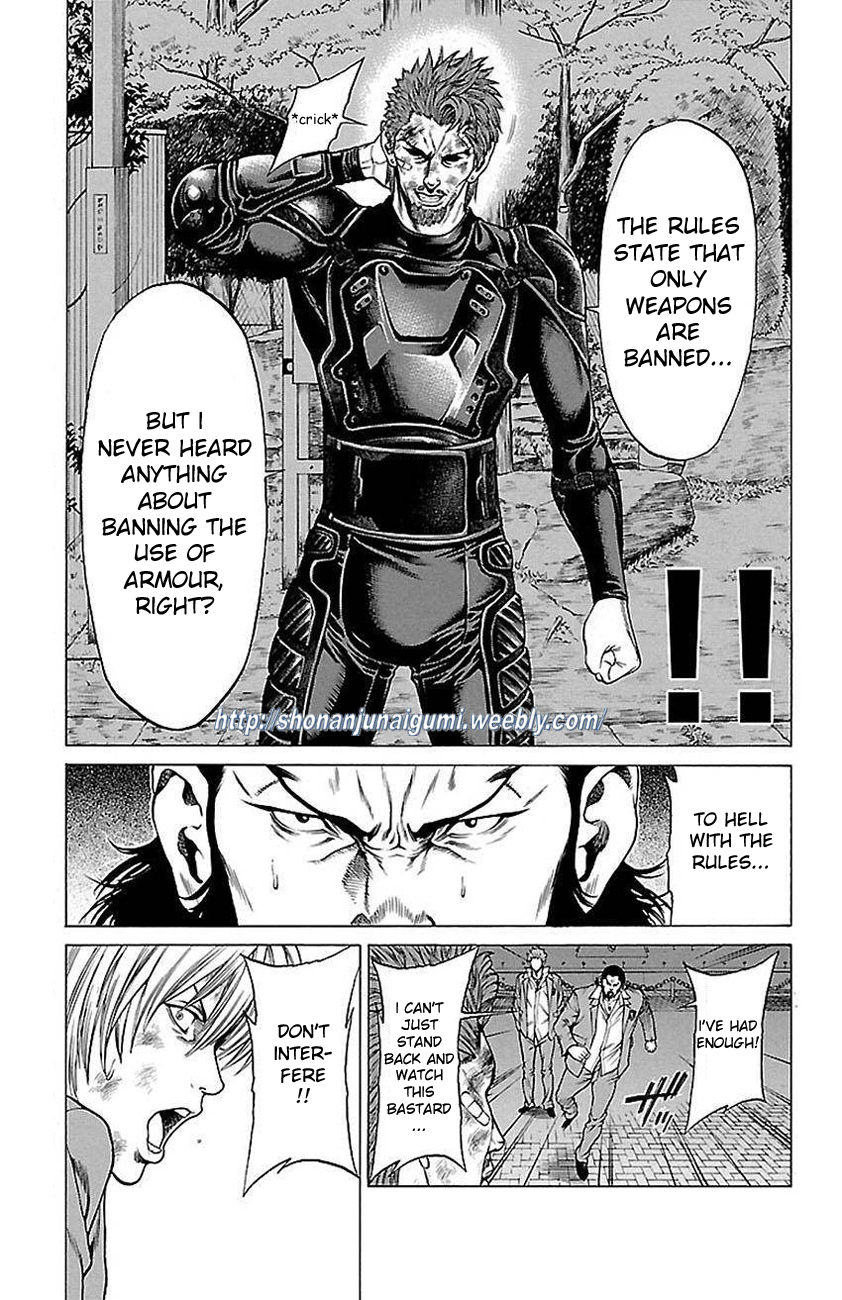 *crick*
THE RULES
STATE THAT
ONLY
WEAPONS
ARE
BANNED...
BUT I
NEVER HEARD
ANYTHING
ABOUT
BANNING THE
USE OF
ARMOUR,
RIGHT?
!!
http://shonanjunaigumi.weebly.com/
TO HELL
WITH THE
RULES...
I'VE HAD
ENOUGH!
I CAN'T
JUST
STAND
BACK AND
WATCH
THIS
BASTARD
...
DON'T
INTER-
FERE
!!